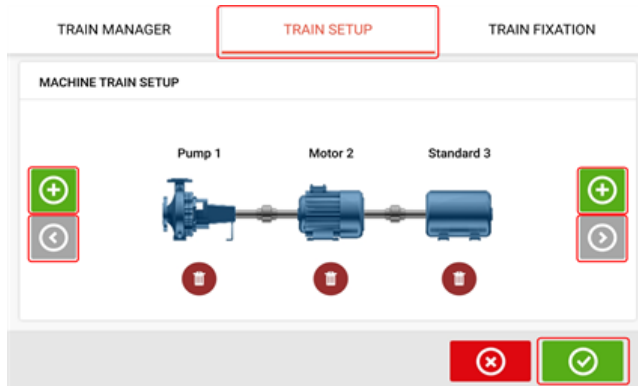 TRAIN MANAGER TRAIN SETUP TRAIN FIXATION
MACHINE TRAIN SETUP
Pump 1 Motor 2 Standard 3